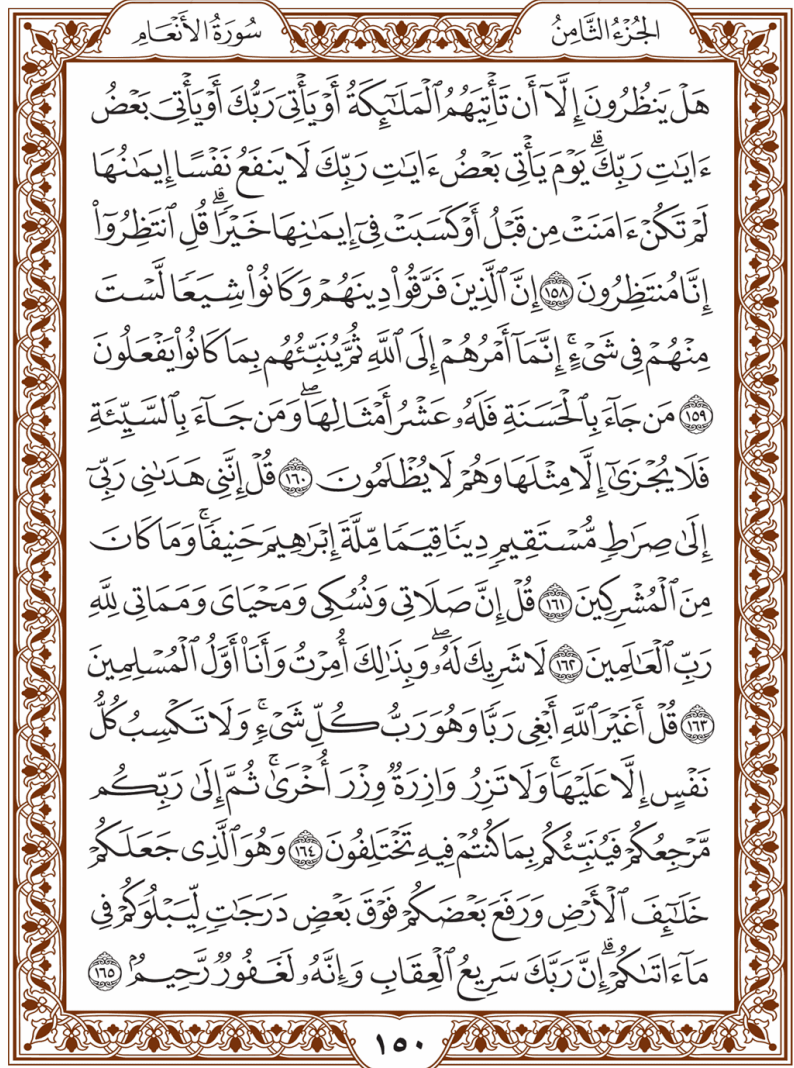 الجُزْءُ الثَّامِنُ
سُورَةُ الأَنْعَامِ
هَلۡ يَنظُرُونَ إِلَّآ أَن تَأۡتِيَهُمُ ٱلۡمَلَٰٓئِكَةُ أَوۡ يَأۡتِيَ رَبُّكَ أَوۡ يَأۡتِيَ بَعۡضُ
ءَايَٰتِ رَبِّكَۗ يَوۡمَ يَأۡتِي بَعۡضُ ءَايَٰتِ رَبِّكَ لَا يَنفَعُ نَفۡسًا إِيمَٰنُهَا
لَمۡ تَكُنۡ ءَامَنَتۡ مِن قَبۡلُ أَوۡ كَسَبَتۡ فِيٓ إِيمَٰنِهَا خَيۡرٗاۗ قُلِ ٱنتَظِرُوٓاْ
إِنَّا مُنتَظِرُونَ ١٥٨ إِنَّ ٱلَّذِينَ فَرَّقُواْ دِينَهُمۡ وَكَانُواْ شِيَعٗا لَّسۡتَ
مِنۡهُمۡ فِي شَيۡءٍۚ إِنَّمَآ أَمۡرُهُمۡ إِلَى ٱللَّهِ ثُمَّ يُنَبِّئُهُم بِمَا كَانُواْ يَفۡعَلُونَ
١٥٩ مَن جَآءَ بِٱلۡحَسَنَةِ فَلَهُۥ عَشۡرُ أَمۡثَالِهَاۖ وَمَن جَآءَ بِٱلسَّيِّئَةِ
فَلَا يُجۡزَىٰٓ إِلَّا مِثۡلَهَا وَهُمۡ لَا يُظۡلَمُونَ ١٦٠ قُلۡ إِنَّنِي هَدَىٰنِي رَبِّيٓ
إِلَىٰ صِرَٰطٖ مُّسۡتَقِيمٖ دِينٗا قِيَمٗا مِّلَّةَ إِبۡرَٰهِيمَ حَنِيفٗاۚ وَمَا كَانَ
مِنَ ٱلۡمُشۡرِكِينَ ١٦١ قُلۡ إِنَّ صَلَاتِي وَنُسُكِي وَمَحۡيَايَ وَمَمَاتِي لِلَّهِ
رَبِّ ٱلۡعَٰلَمِينَ ١٦٢ لَا شَرِيكَ لَهُۥۖ وَبِذَٰلِكَ أُمِرۡتُ وَأَنَا۠ أَوَّلُ ٱلۡمُسۡلِمِينَ
١٦٣ قُلۡ أَغَيۡرَ ٱللَّهِ أَبۡغِي رَبّٗا وَهُوَ رَبُّ كُلِّ شَيۡءٖۚ وَلَا تَكۡسِبُ كُلُّ
نَفۡسٍ إِلَّا عَلَيۡهَاۚ وَلَا تَزِرُ وَازِرَةٞ وِزۡرَ أُخۡرَىٰۚ ثُمَّ إِلَىٰ رَبِّكُم
مَّرۡجِعُكُمۡ فَيُنَبِّئُكُم بِمَا كُنتُمۡ فِيهِ تَخۡتَلِفُونَ ١٦٤ وَهُوَ ٱلَّذِي جَعَلَكُمۡ
خَلَٰٓئِفَ ٱلۡأَرۡضِ وَرَفَعَ بَعۡضَكُمۡ فَوۡقَ بَعۡضٖ دَرَجَٰتٖ لِّيَبۡلُوَكُمۡ فِي
مَآ ءَاتَىٰكُمۡۗ إِنَّ رَبَّكَ سَرِيعُ ٱلۡعِقَابِ وَإِنَّهُۥ لَغَفُورٞ رَّحِيمُۢ ١٦٥
١٥٠